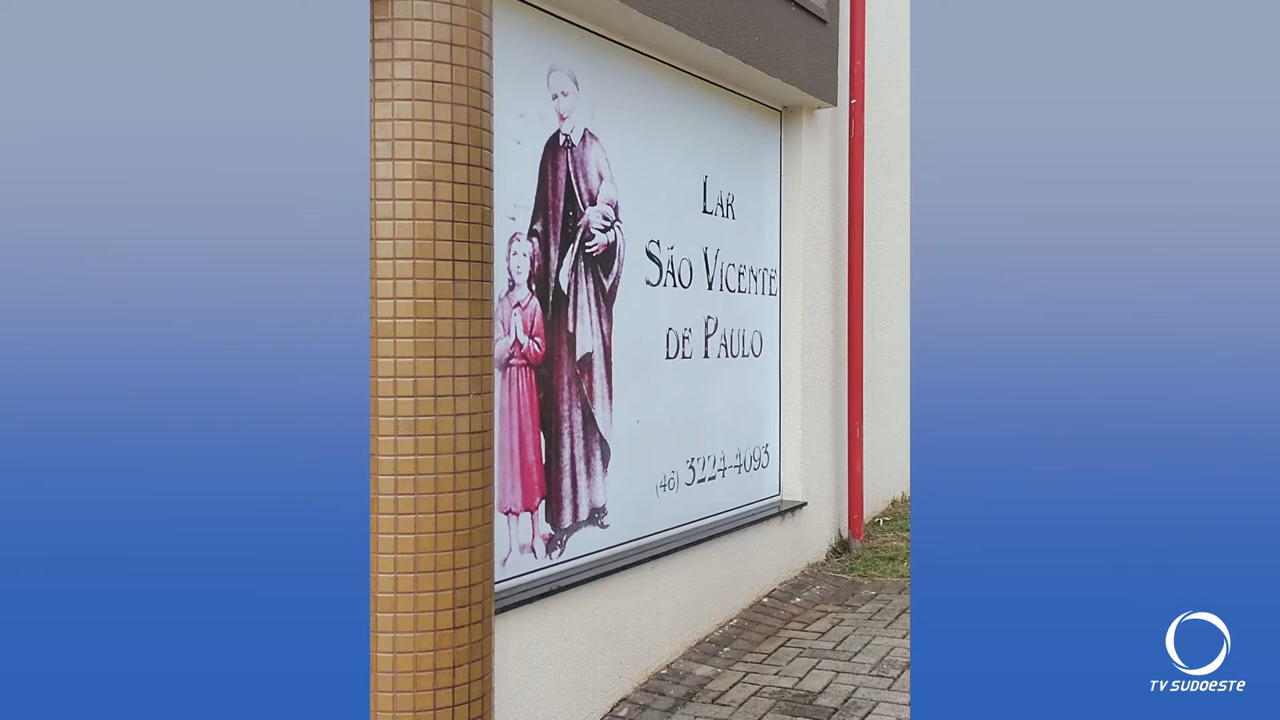 Lar
São Vicente
de Paulo
(46) 3224-4093
TV SUDOESTE